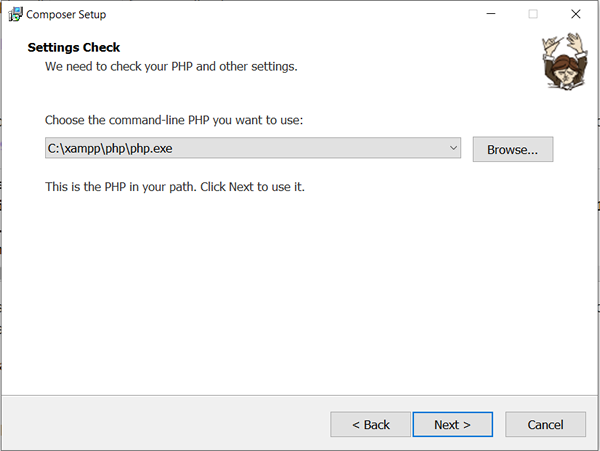 Composer Setup
Settings Check
We need to check your PHP and other settings.
Choose the command-line PHP you want to use:
C:\xampp\php\php.exe
Browse...
This is the PHP in your path. Click Next to use it.
< Back
Next >
Cancel